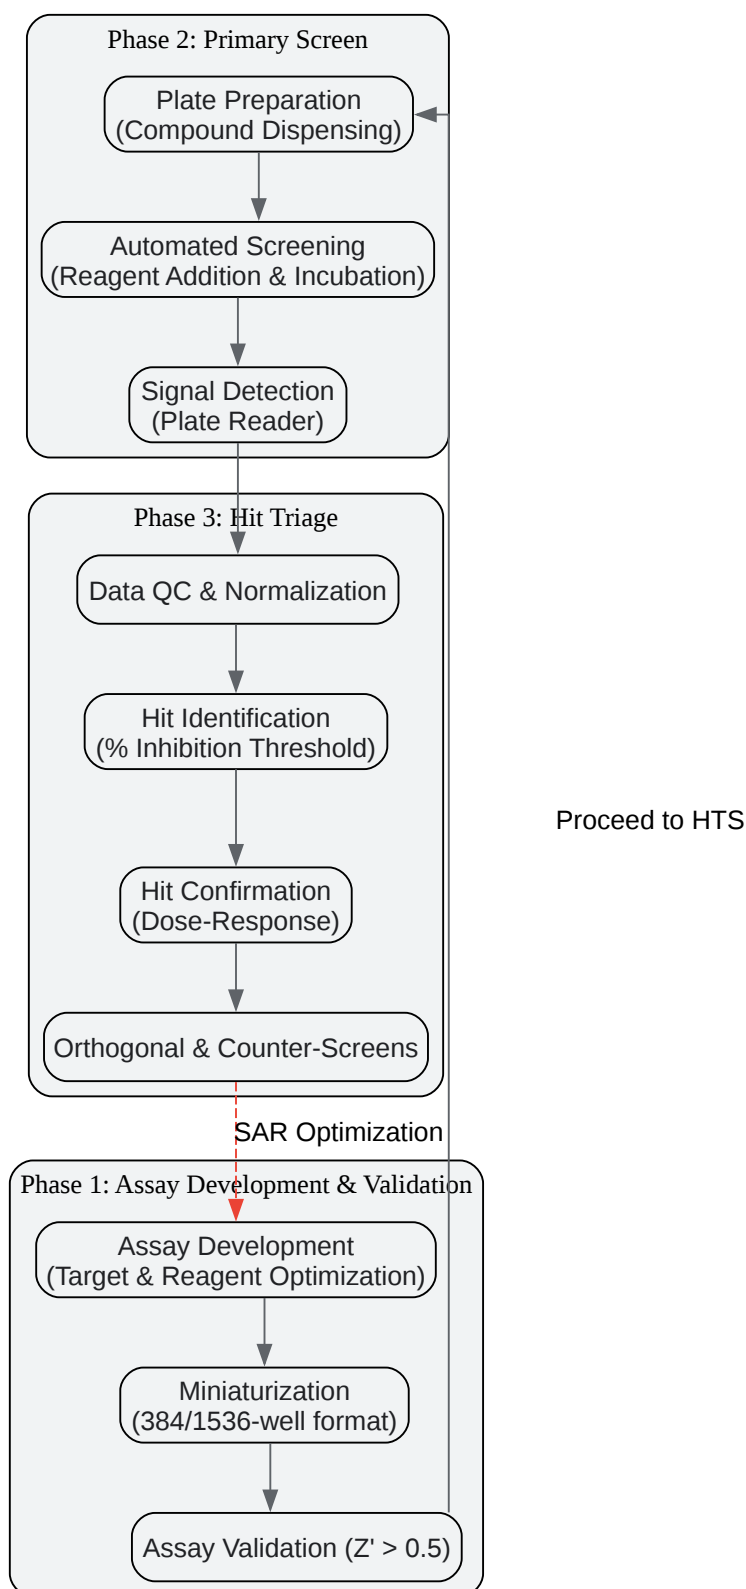 Phase 2: Primary Screen
Plate Preparation
(Compound Dispensing)
Automated Screening
(Reagent Addition & Incubation)
Signal Detection
(Plate Reader)
Phase 3: Hit Triage
Data QC & Normalization
Hit Identification
(% Inhibition Threshold)
Proceed to HTS
Hit Confirmation
(Dose-Response)
Orthogonal & Counter-Screens
SAR Optimization
Phase 1: Assay Development & Validation
Assay Development
(Target & Reagent Optimization)
Miniaturization
(384/1536-well format)
Assay Validation (Z' > 0.5)